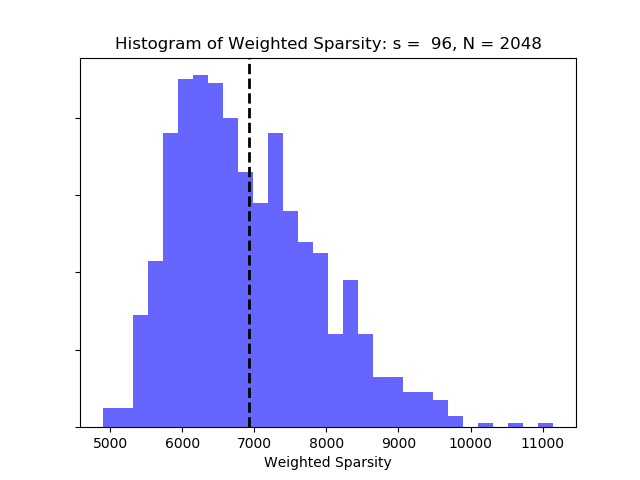 Histogram of Weighted Sparsity: s =  96, N = 2048
5000 6000 7000 8000 9000 10000 11000
Weighted Sparsity